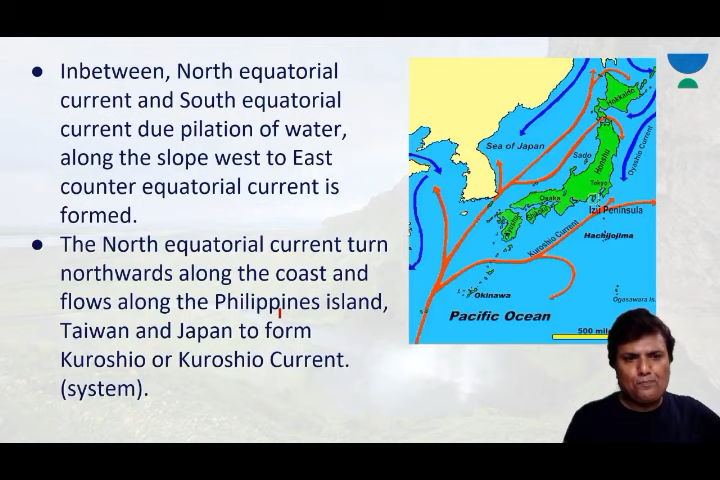 ● Inbetween, North equatorial
current and South equatorial
current due pilation of water,
along the slope west to East
counter equatorial current is
formed.
● The North equatorial current turn
northwards along the coast and
flows along the Philippines island,
Taiwan and Japan to form
Kuroshio or Kuroshio Current.
(system).
Hokkaido
Sea of Japan
Sado
Honshu
Oyashio Current
Tokyo
Osaka
Shikoku
Kyushu
Izu Peninsula
Kuroshio Current
Hachijojima
Okinawa
Ogasawara Is.
Pacific Ocean
500 mil